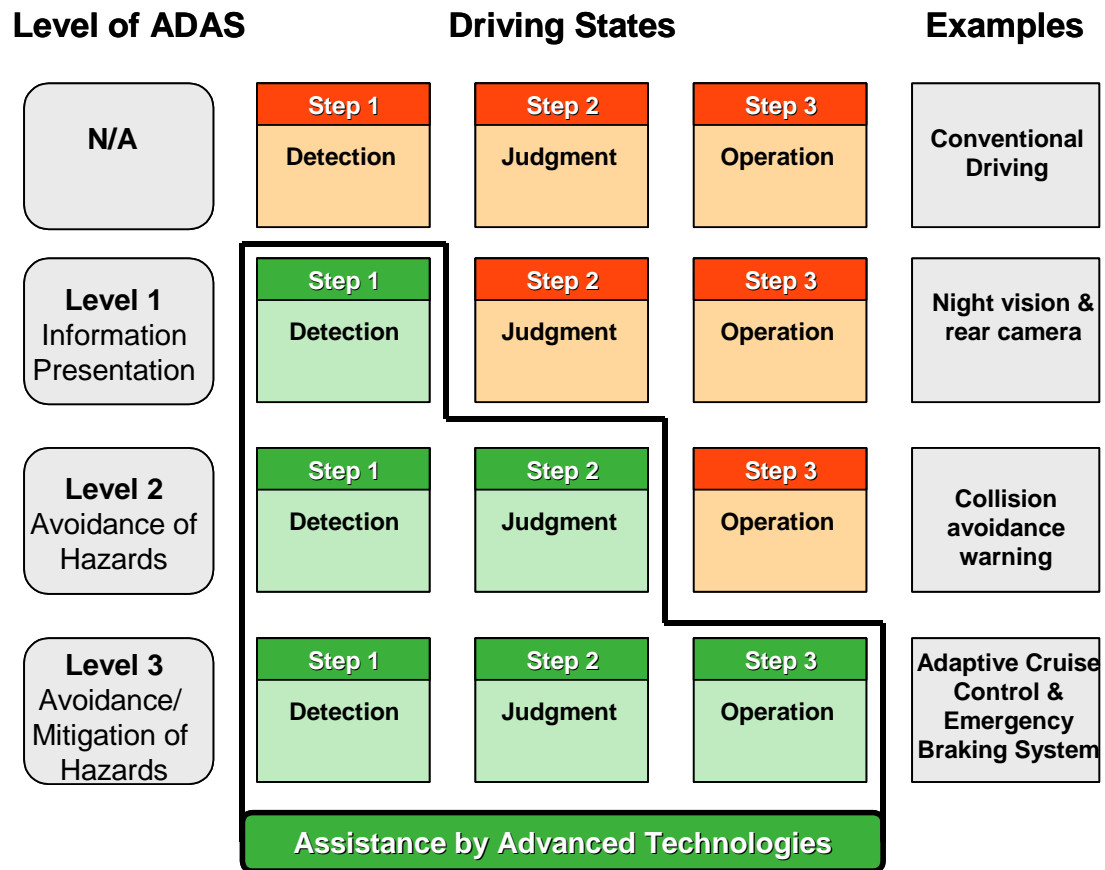 Level of ADAS
Driving States
Examples
N/A
Step 1
Detection
Step 2
Judgment
Step 3
Operation
Conventional
Driving
Level 1
Information
Presentation
Step 1
Detection
Step 2
Judgment
Step 3
Operation
Night vision &
rear camera
Level 2
Avoidance of
Hazards
Step 1
Detection
Step 2
Judgment
Step 3
Operation
Collision
avoidance
warning
Level 3
Avoidance/
Mitigation of
Hazards
Step 1
Detection
Step 2
Judgment
Step 3
Operation
Adaptive Cruise
Control &
Emergency
Braking System
Assistance by Advanced Technologies